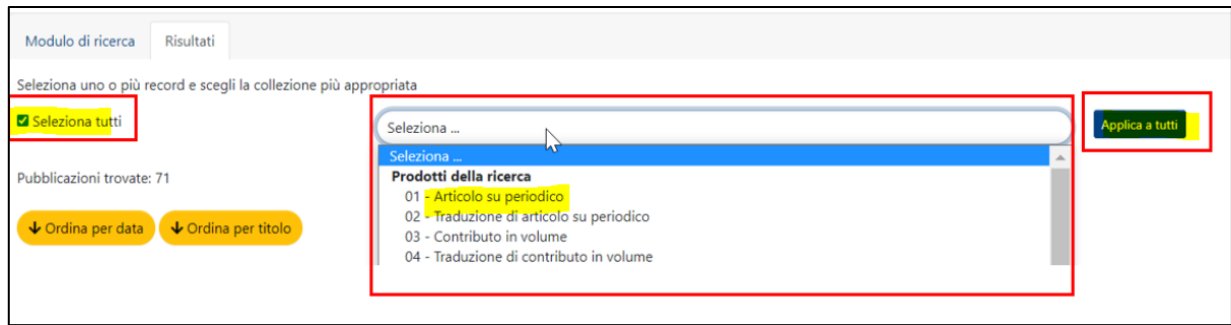 Modulo di ricerca
Risultati
Seleziona uno o più record e scegli la collezione più appropriata
Seleziona tutti
Seleziona ...
Applica a tutti
Seleziona ...
Prodotti della ricerca
01 - Articolo su periodico
02 - Traduzione di articolo su periodico
03 - Contributo in volume
04 - Traduzione di contributo in volume
Pubblicazioni trovate: 71
Ordina per data
Ordina per titolo